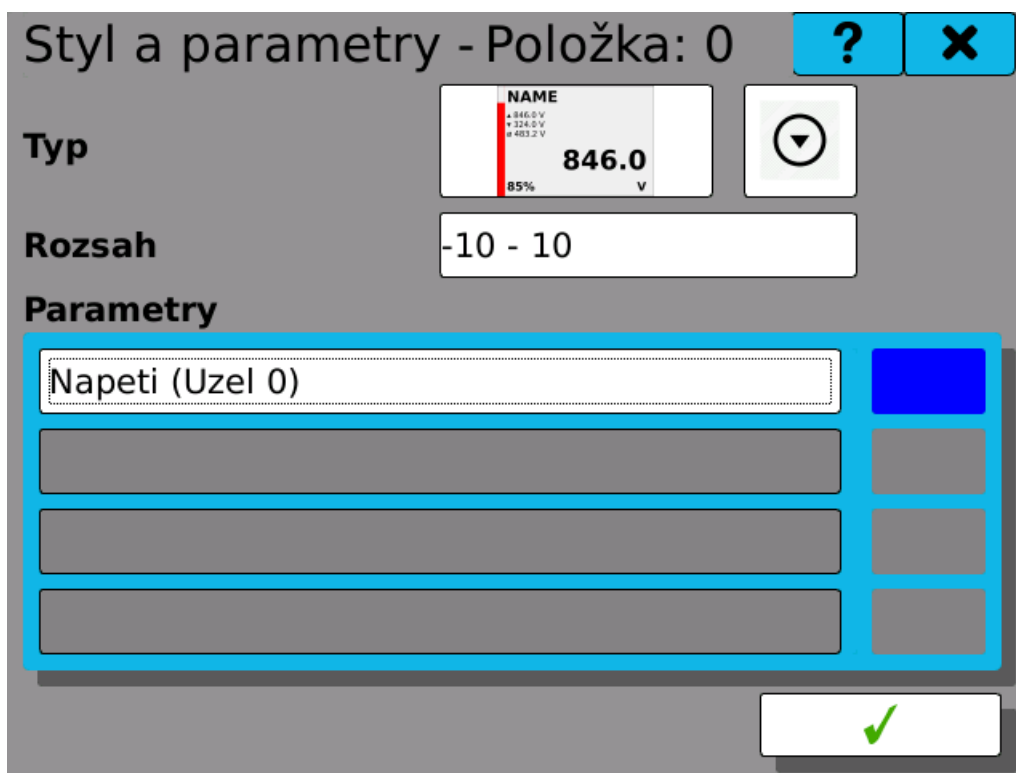 Styl a parametry - Položka: 0 ?
Typ
NAME
846.0 V
324.0 V
ø 483.2 V
846.0
85% V
Rozsah
-10 - 10
Parametry
Napeti (Uzel 0)